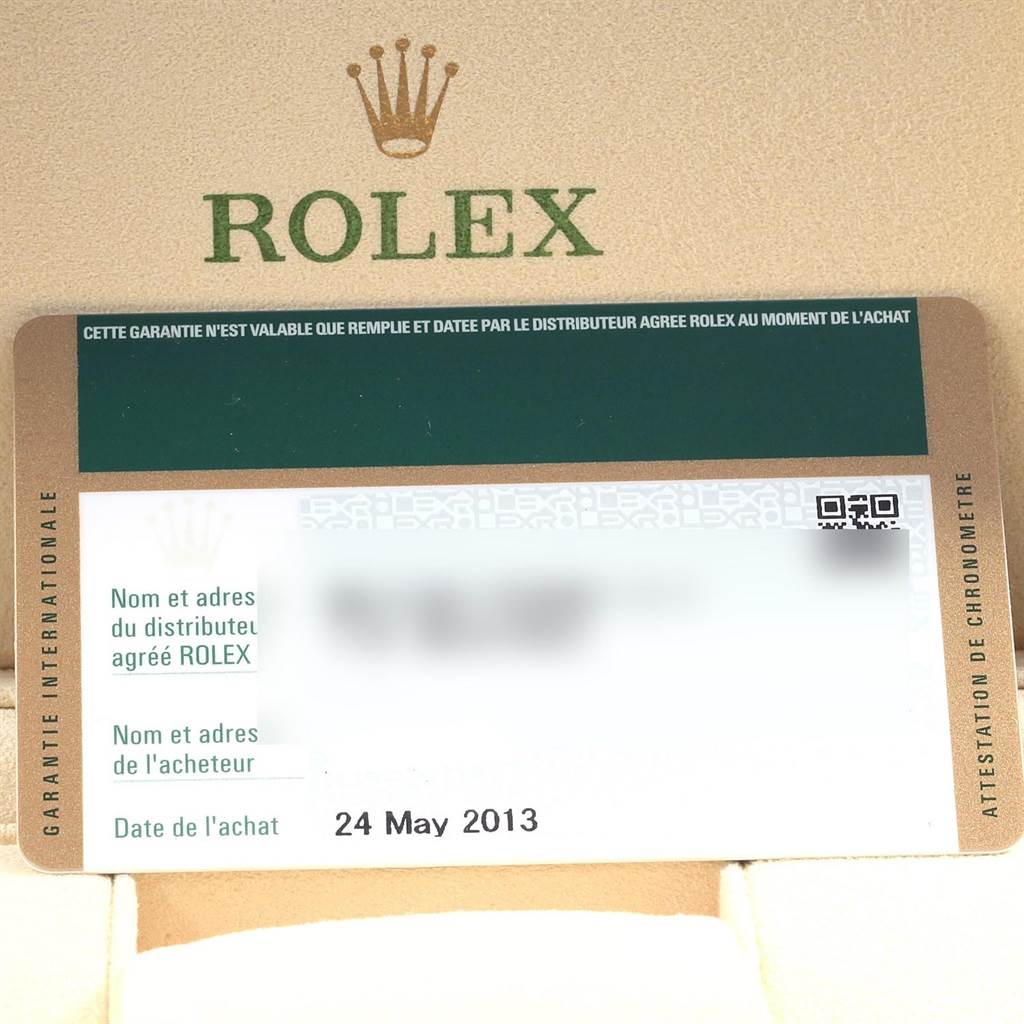 ROLEX
CETTE GARANTIE N'EST VALABLE QUE REMPLIE ET DATEE PAR LE DISTRIBUTEUR AGREE ROLEX AU MOMENT DE L'ACHAT
GARANTIE INTERNATIONALE
Nom et adres
du distributeu
agréé ROLEX
Nom et adres
de l'acheteur
Date de l'achat 24 May 2013
ATTESTATION DE CHRONOMETRE